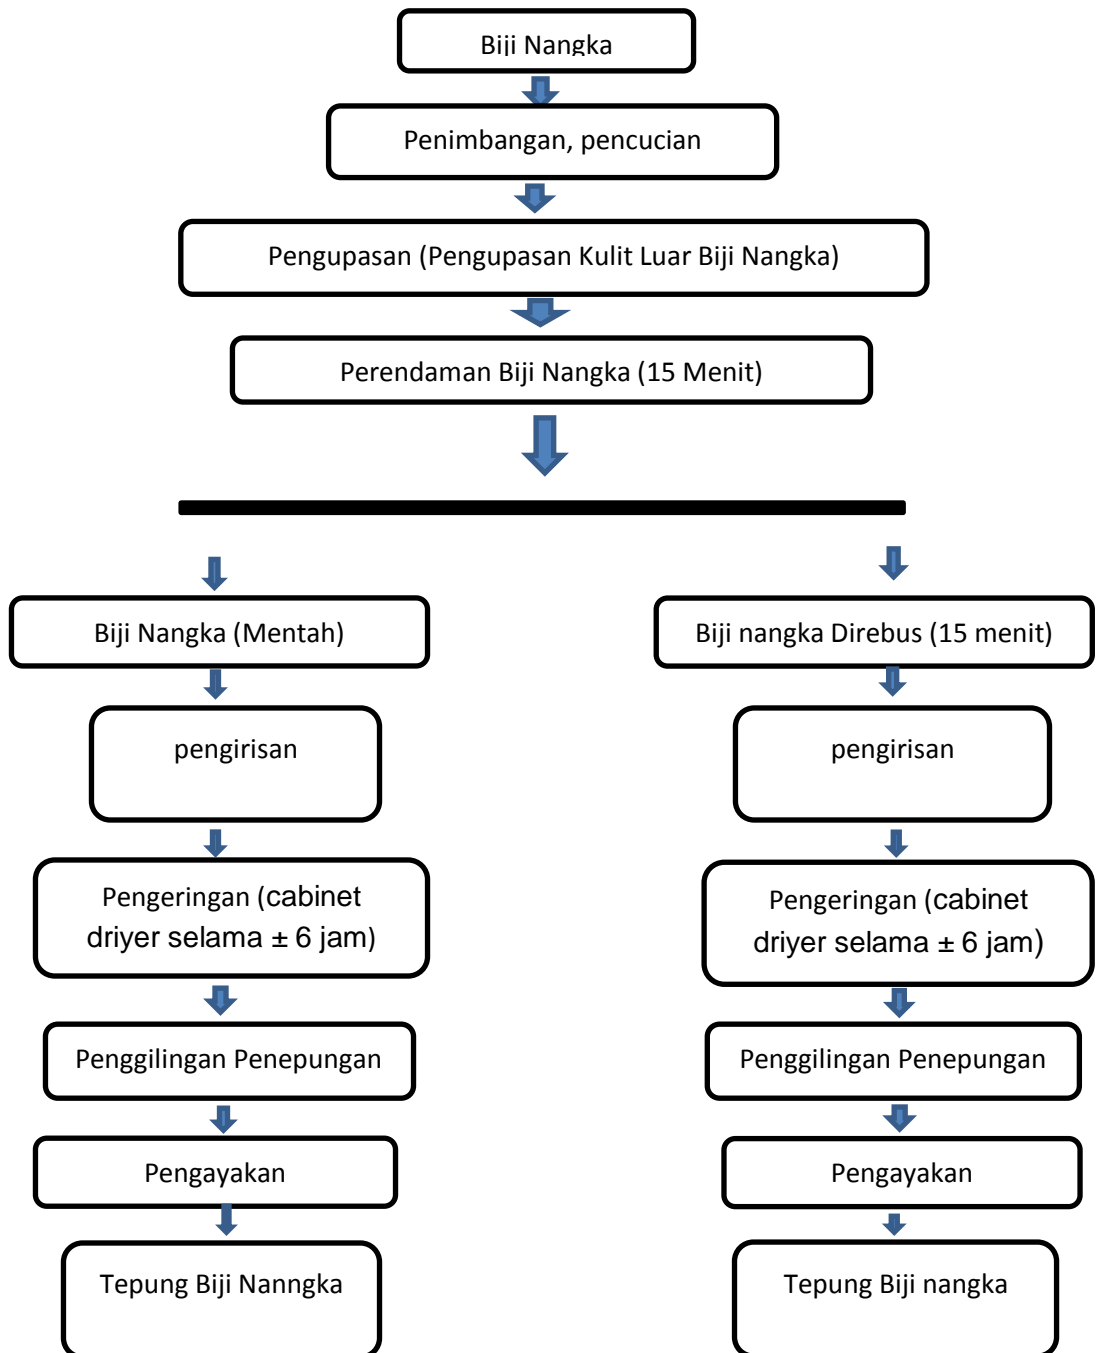 Biji Nangka
Penimbangan, pencucian
Pengupasan (Pengupasan Kulit Luar Biji Nangka)
Perendaman Biji Nangka (15 Menit)
Biji Nangka (Mentah)
pengirisan
Pengeringan (cabinet
driyer selama ± 6 jam)
Penggilingan Penepungan
Pengayakan
Tepung Biji Nanngka
Biji nangka Direbus (15 menit)
pengirisan
Pengeringan (cabinet
driyer selama ± 6 jam)
Penggilingan Penepungan
Pengayakan
Tepung Biji nangka